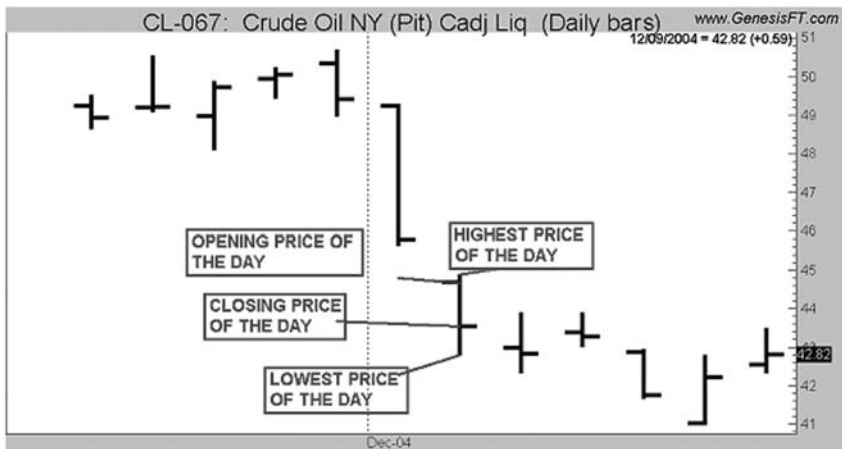 CL-067: Crude Oil NY (Pit) Cadj Liq (Daily bars)
www.GenesisFT.com
12/09/2004 = 42.82 (+0.59)
51
50
49
48
47
46
45
44
43
42.82
42
41
OPENING PRICE OF
THE DAY
HIGHEST PRICE
OF THE DAY
CLOSING PRICE
OF THE DAY
LOWEST PRICE
OF THE DAY
Dec-04